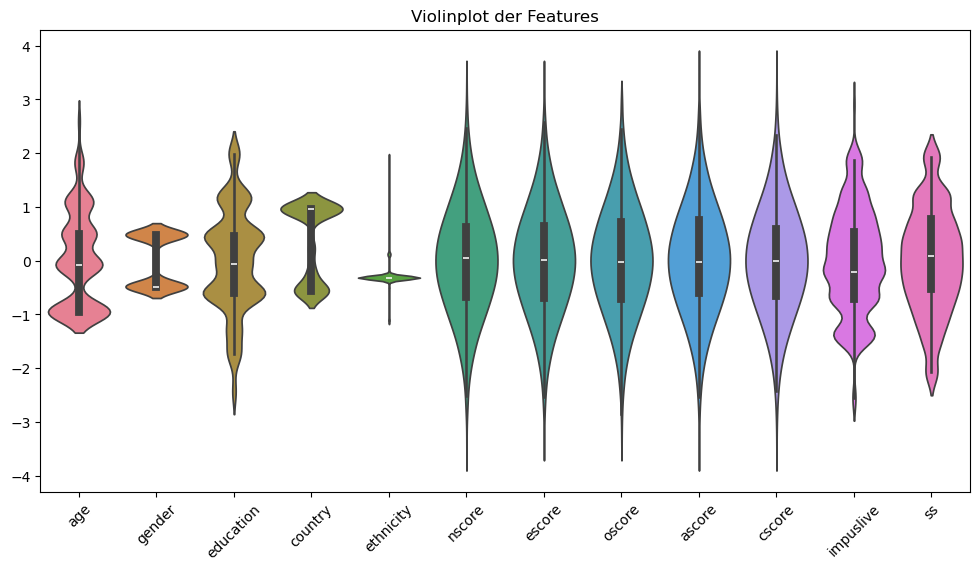 Violinplot der Features
4
3
2
1
0
−1
−2
−3
−4
age
gender
education
country
ethnicity
nscore
escore
oscore
ascore
cscore
impuslive
ss